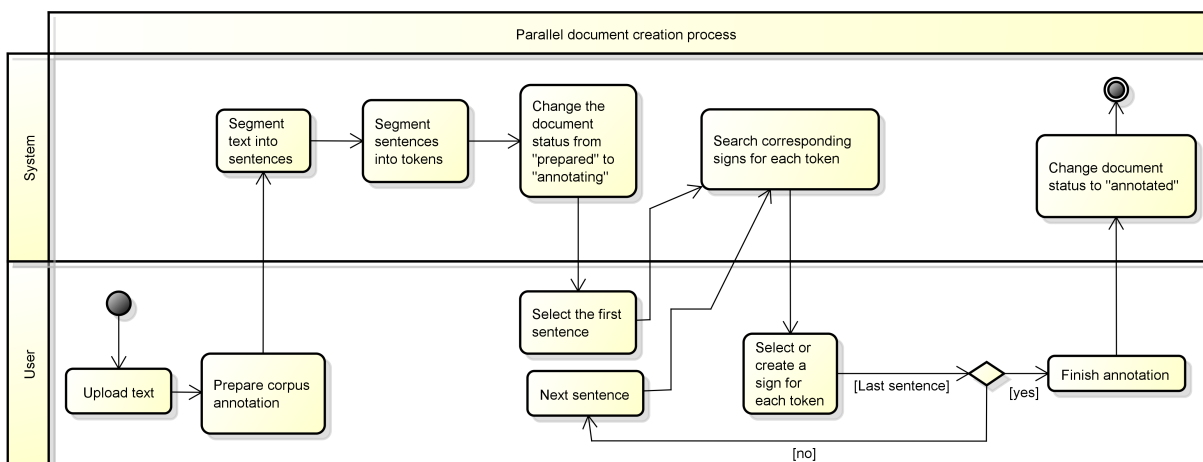 Parallel document creation process
System
Segment
text into
sentences
Segment
sentences
into tokens
Change the
document
status from
"prepared" to
"annotating"
Search corresponding
signs for each token
Change document
status to "annotated"
User
Upload text
Prepare corpus
annotation
Select the first
sentence
Next sentence
Select or
create a
sign for
each token
[Last sentence]
[yes]
[no]
Finish annotation